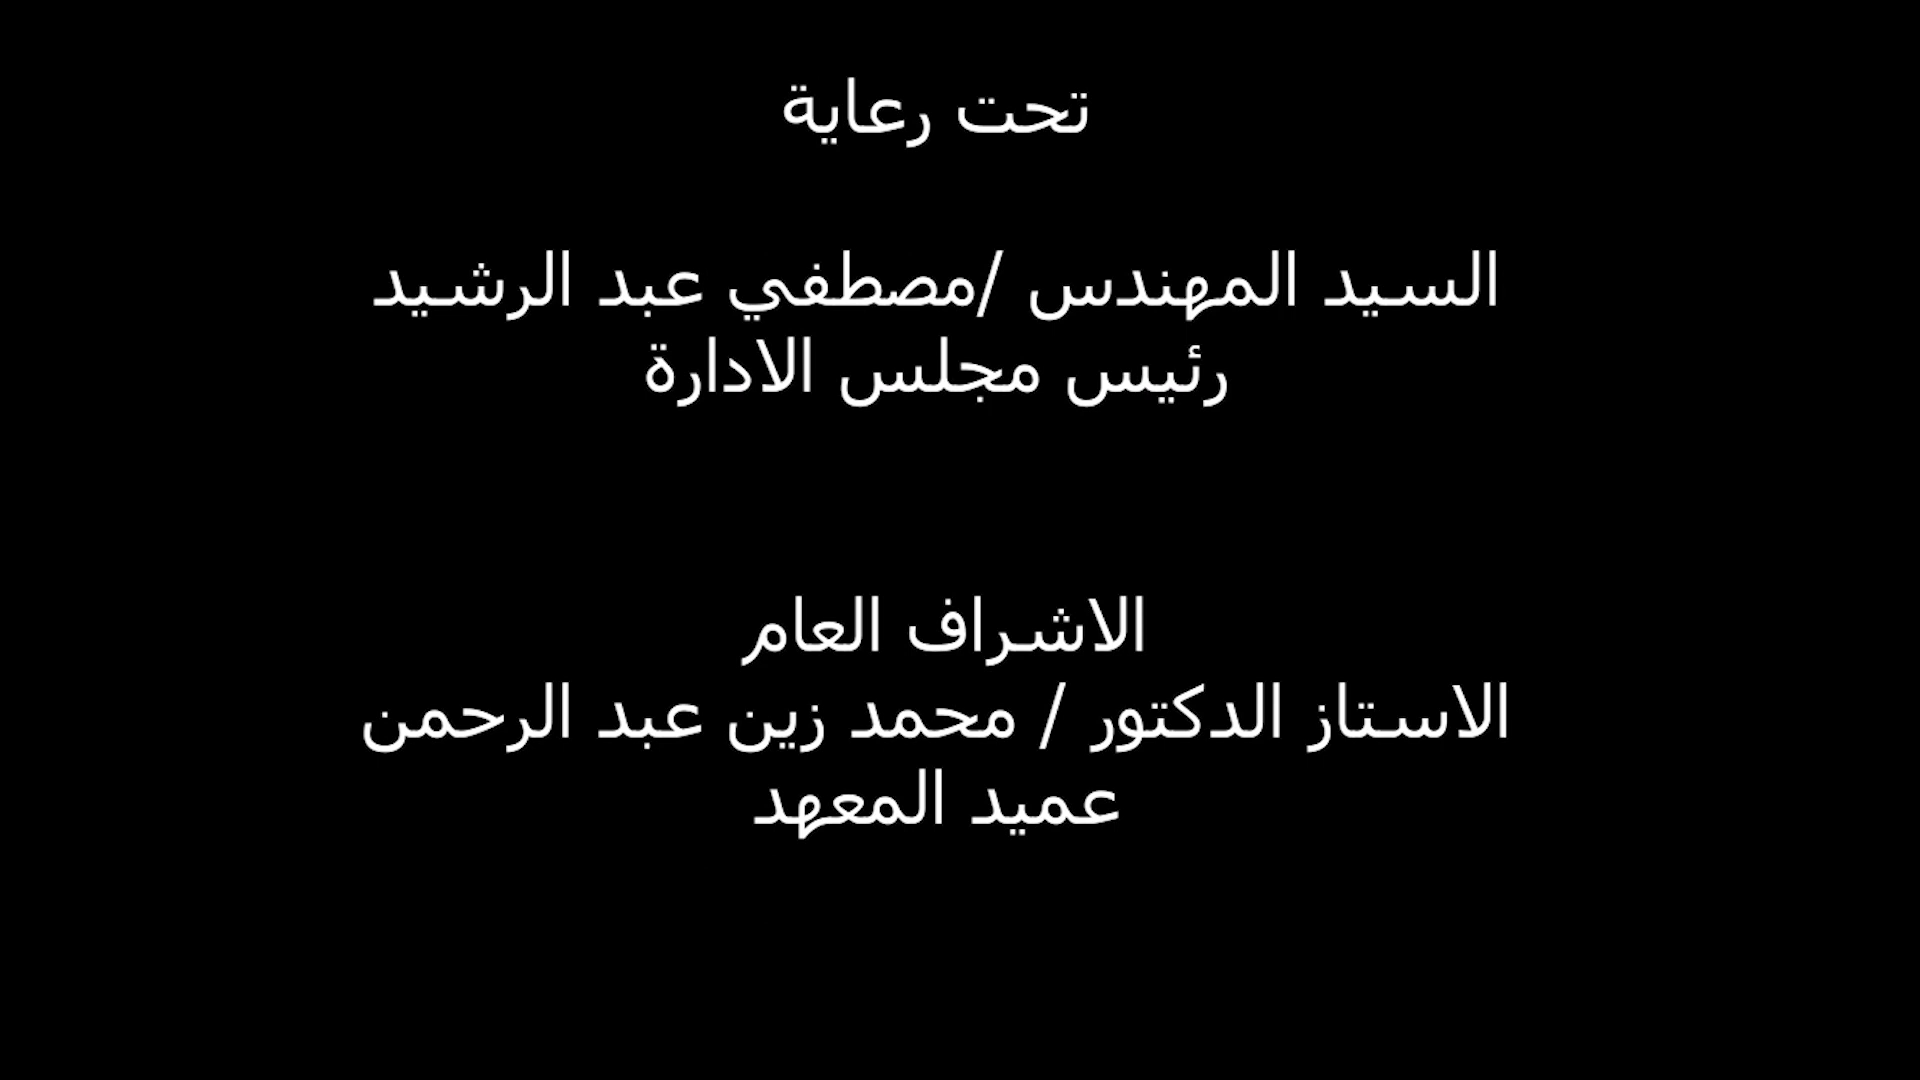 تحت رعاية
السيد المهندس /مصطفي عبد الرشيد
رئيس مجلس الادارة
الاشراف العام
الاستاز الدكتور / محمد زين عبد الرحمن
عميد المعهد